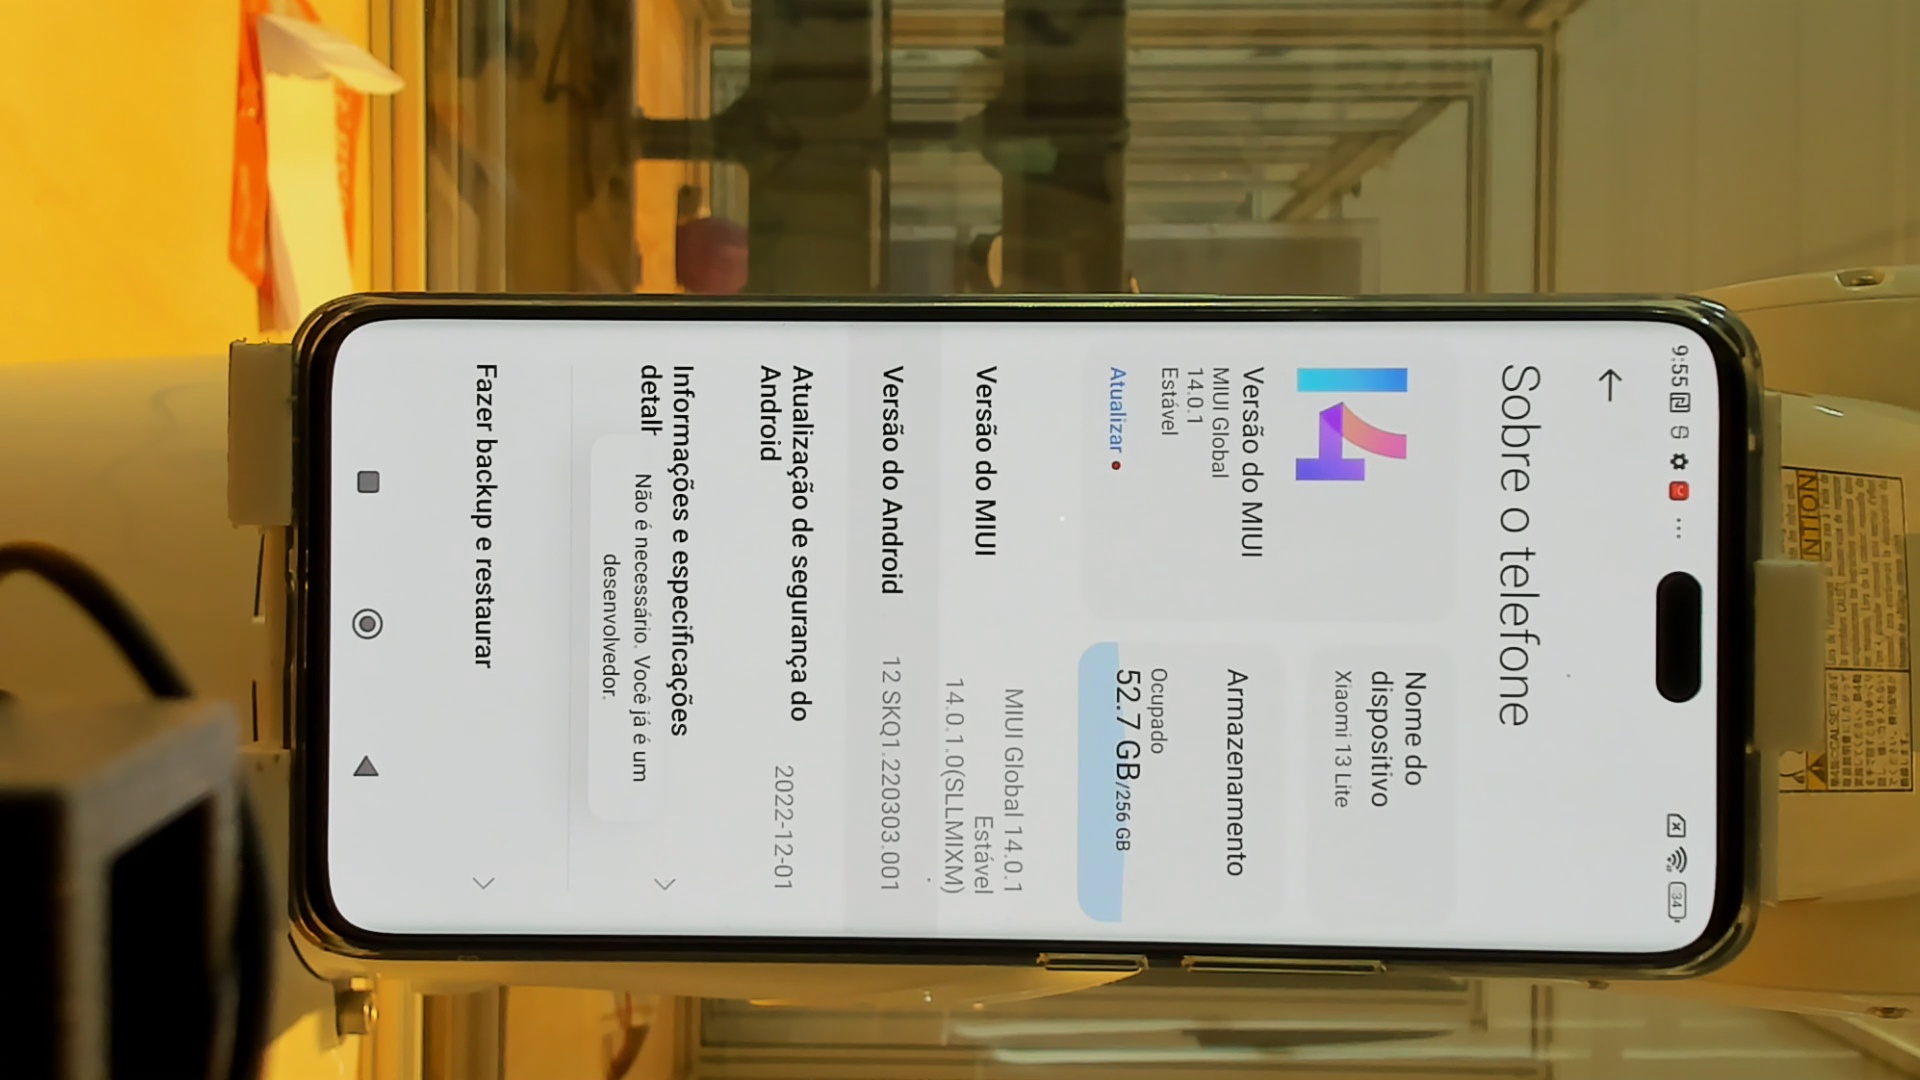 9:55
34
Sobre o telefone
14
Versão do MIUI
MIUI Global
14.0.1
Estável
Atualizar
Nome do
dispositivo
Xiaomi 13 Lite
Armazenamento
Ocupado
52.7 GB/256 GB
Versão do MIUI
MIUI Global 14.0.1
Estável
14.0.1.0(SLLMIXM)
Versão do Android
12 SKQ1.220303.001
Atualização de segurança do
Android
2022-12-01
Informações e especificações
detalh
Não é necessário. Você já é um
desenvolvedor.
Fazer backup e restaurar